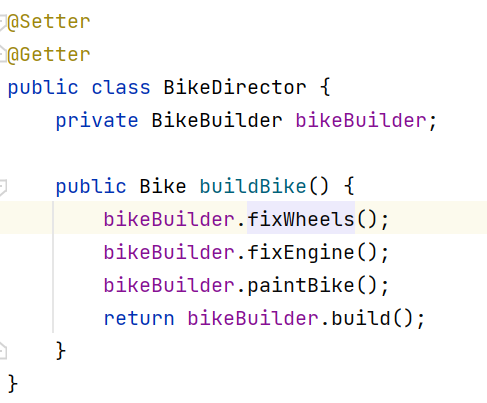 @Setter
@Getter
public class BikeDirector {
    private BikeBuilder bikeBuilder;
    public Bike buildBike() {
        bikeBuilder.fixWheels();
        bikeBuilder.fixEngine();
        bikeBuilder.paintBike();
        return bikeBuilder.build();
    }
}